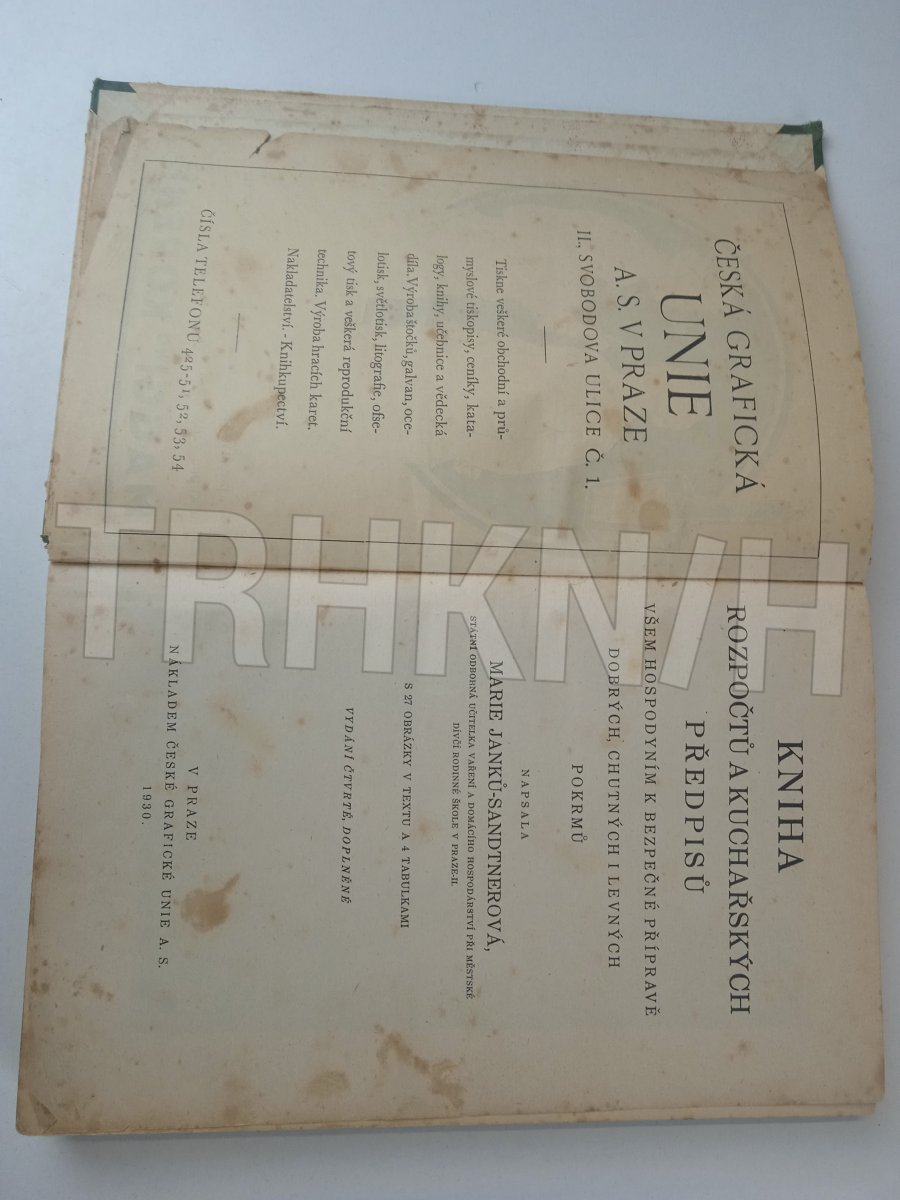 ČESKÁ GRAFICKÁ
UNIE
A. S. V PRAZE
II., SVOBODOVA ULICE Č. 1.
Tiskne veškeré obchodní a prů-
myslové tiskopisy, ceníky, kata-
logy, knihy, učebnice a vědecká
díla. Výroba štočků, galvan, oce-
lotisk, světlotisk, litografie, ofse-
tový tisk a veškerá reprodukční
technika. Výroba hracích karet.
Nakladatelství. - Knihkupectví.
ČÍSLA TELEFONU 425-51, 52, 53, 54
KNIHA
ROZPOČTŮ A KUCHAŘSKÝCH
PŘEDPISŮ
VŠEM HOSPODYNÍM K BEZPEČNÉ PŘÍPRAVĚ
DOBRÝCH, CHUTNÝCH I LEVNÝCH
POKRMŮ
NAPSALA
MARIE JANKŮ-SANDTNEROVÁ,
STÁTNÍ ODBORNÁ UČITELKA VAŘENÍ A DOMÁCÍHO HOSPODÁŘSTVÍ PŘI MĚSTSKÉ
DÍVČÍ RODINNÉ ŠKOLE V PRAZE-II.
S 27 OBRÁZKY V TEXTU A 4 TABULKAMI
VYDÁNÍ ČTVRTÉ, DOPLNĚNÉ
V PRAZE
NÁKLADEM ČESKÉ GRAFICKÉ UNIE A. S.
1930.
TRHKNIH